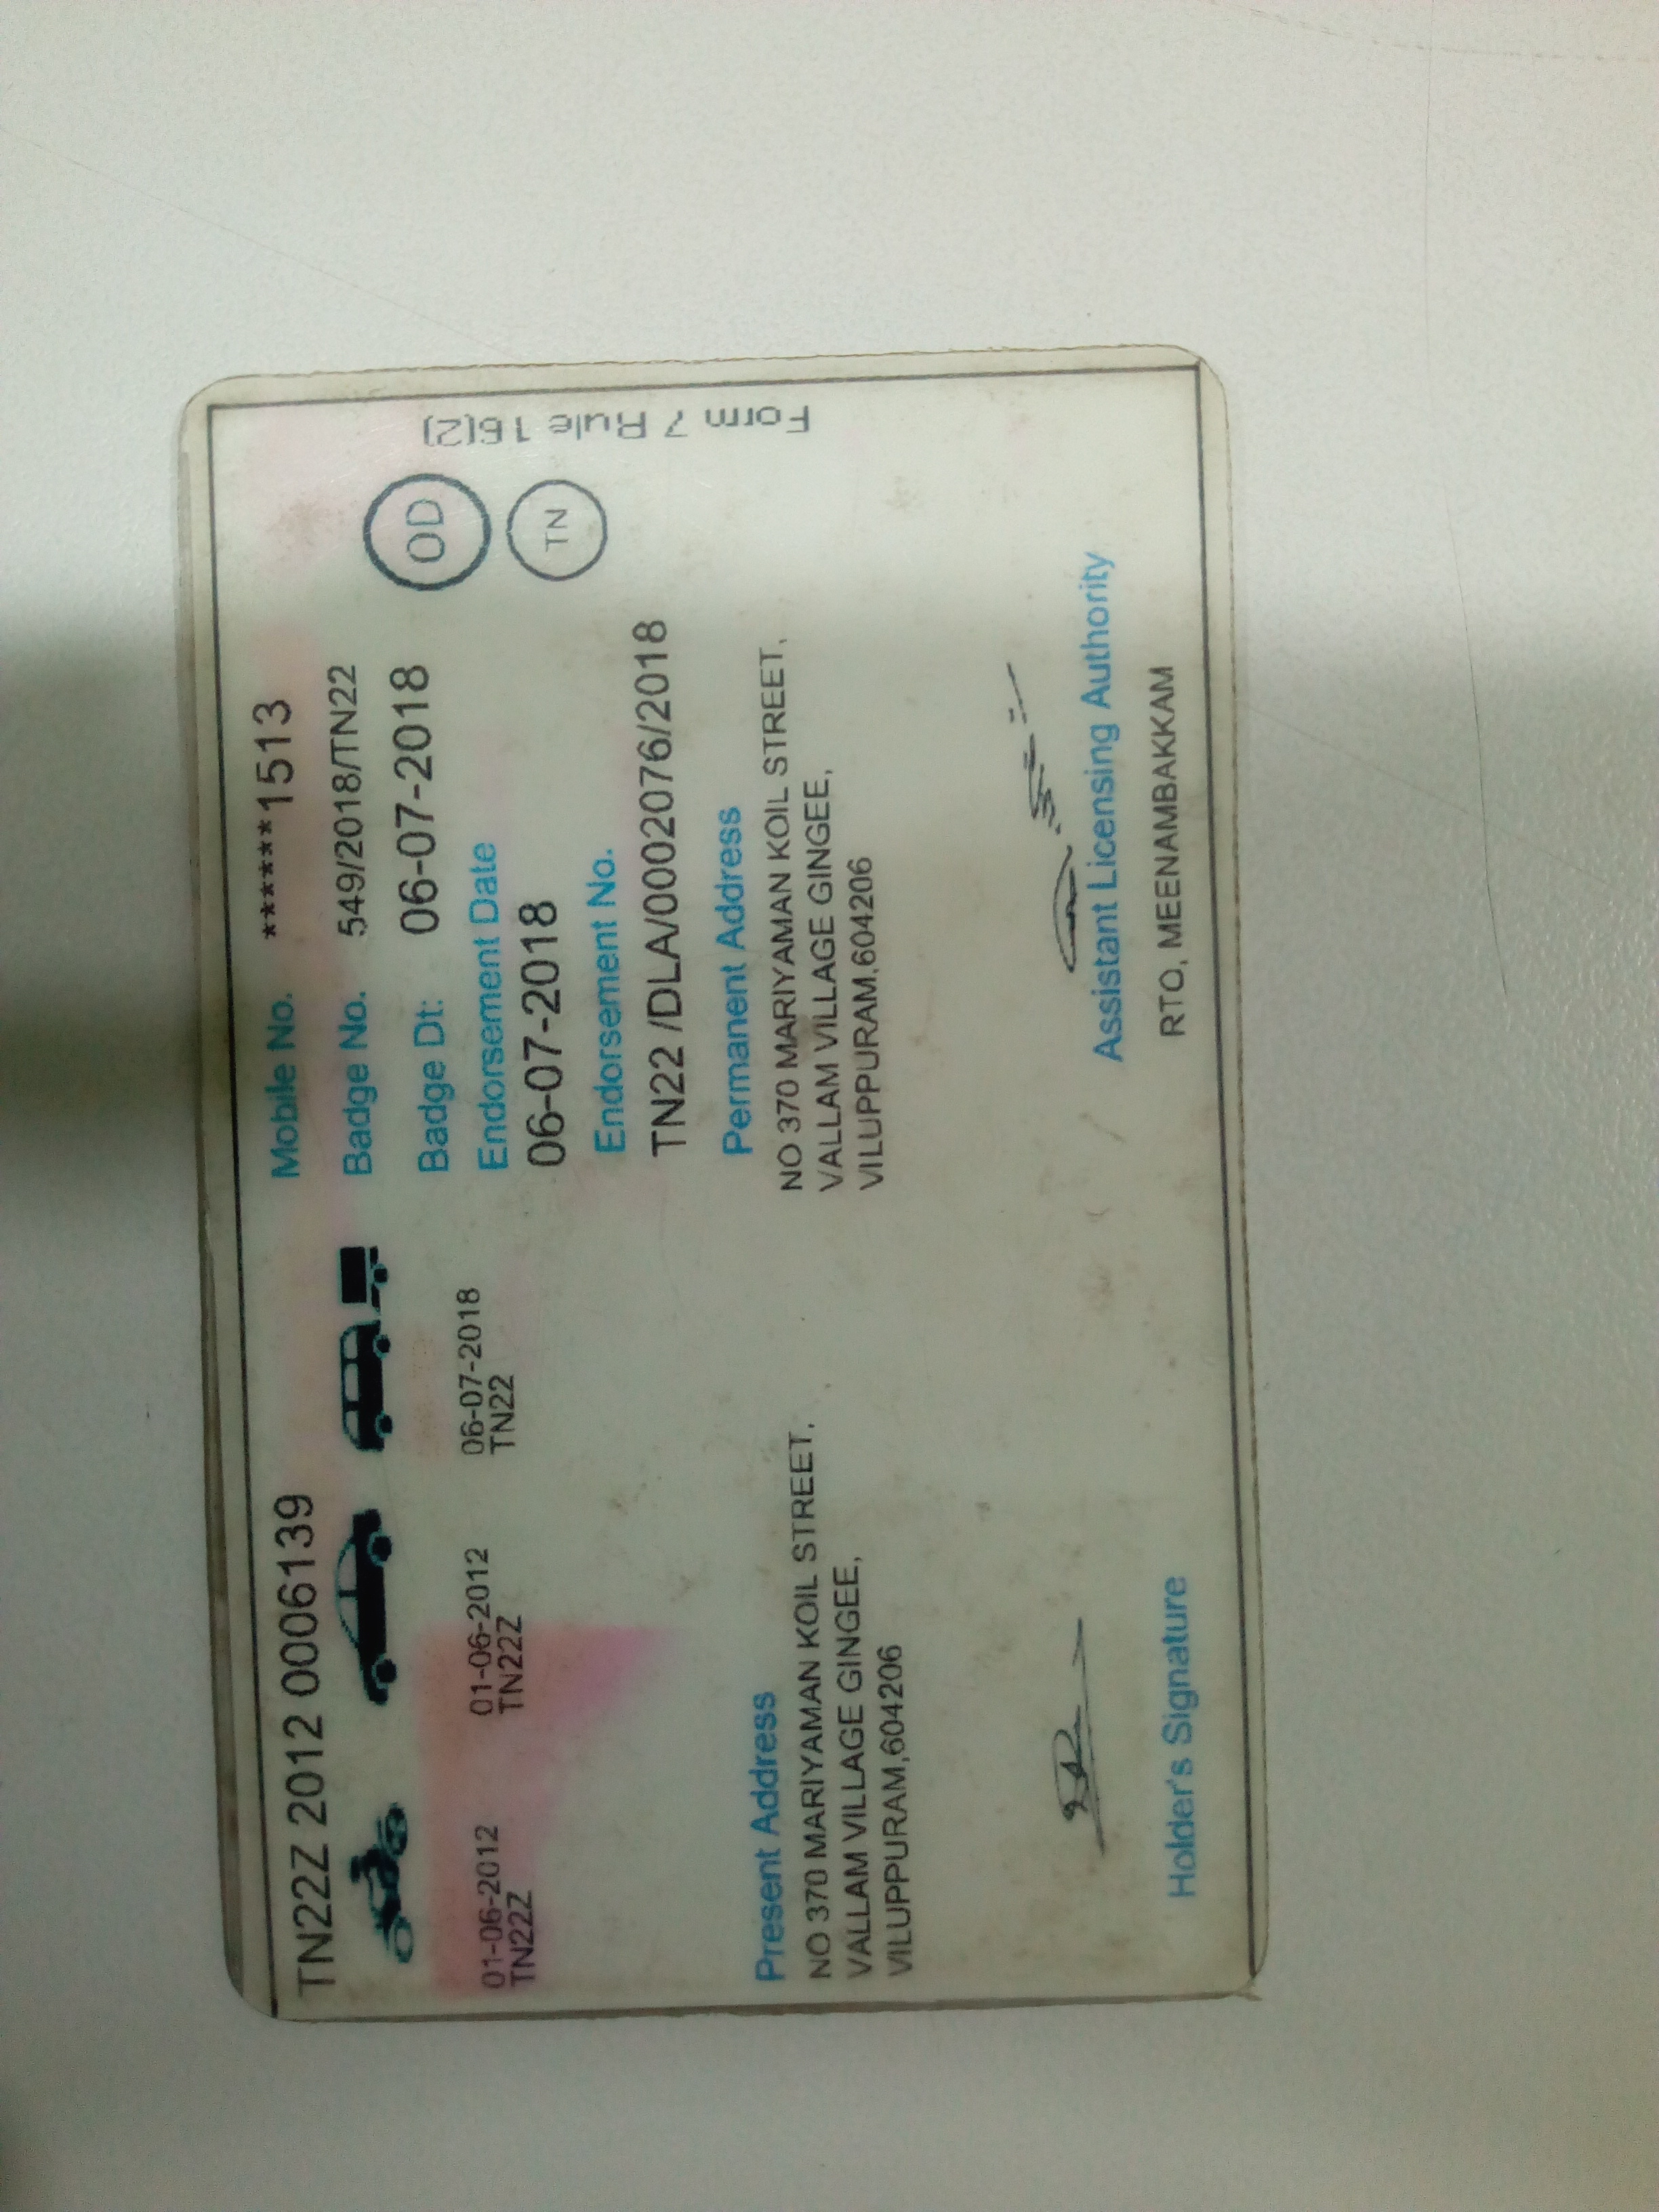 TN22Z 2012 0006139
01-06-2012
TN22Z
01-06-2012
TN22Z
06-07-2018
TN22
Mobile No. ******1513
Badge No. 549/2018/TN22
Badge Dt: 06-07-2018
Endorsement Date
06-07-2018
Endorsement No.
TN22 /DLA/0002076/2018
OD
TN
Form 7 Rule 16(2)
Present Address
NO 370 MARIYAMAN KOIL STREET,
VALLAM VILLAGE GINGEE,
VILUPPURAM,604206
Permanent Address
NO 370 MARIYAMAN KOIL STREET,
VALLAM VILLAGE GINGEE,
VILUPPURAM,604206
Holder's Signature
Assistant Licensing Authority
RTO, MEENAMBAKKAM